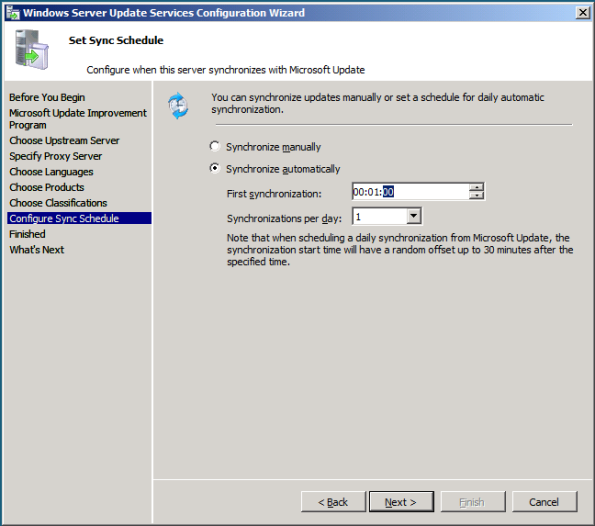 Windows Server Update Services Configuration Wizard
Set Sync Schedule
Configure when this server synchronizes with Microsoft Update
Before You Begin
Microsoft Update Improvement
Program
Choose Upstream Server
Specify Proxy Server
Choose Languages
Choose Products
Choose Classifications
Configure Sync Schedule
Finished
What's Next
You can synchronize updates manually or set a schedule for daily automatic
synchronization.
Synchronize manually
Synchronize automatically
First synchronization: 00:01:00
Synchronizations per day: 1
Note that when scheduling a daily synchronization from Microsoft Update, the
synchronization start time will have a random offset up to 30 minutes after the
specified time.
< Back Next > Finish Cancel